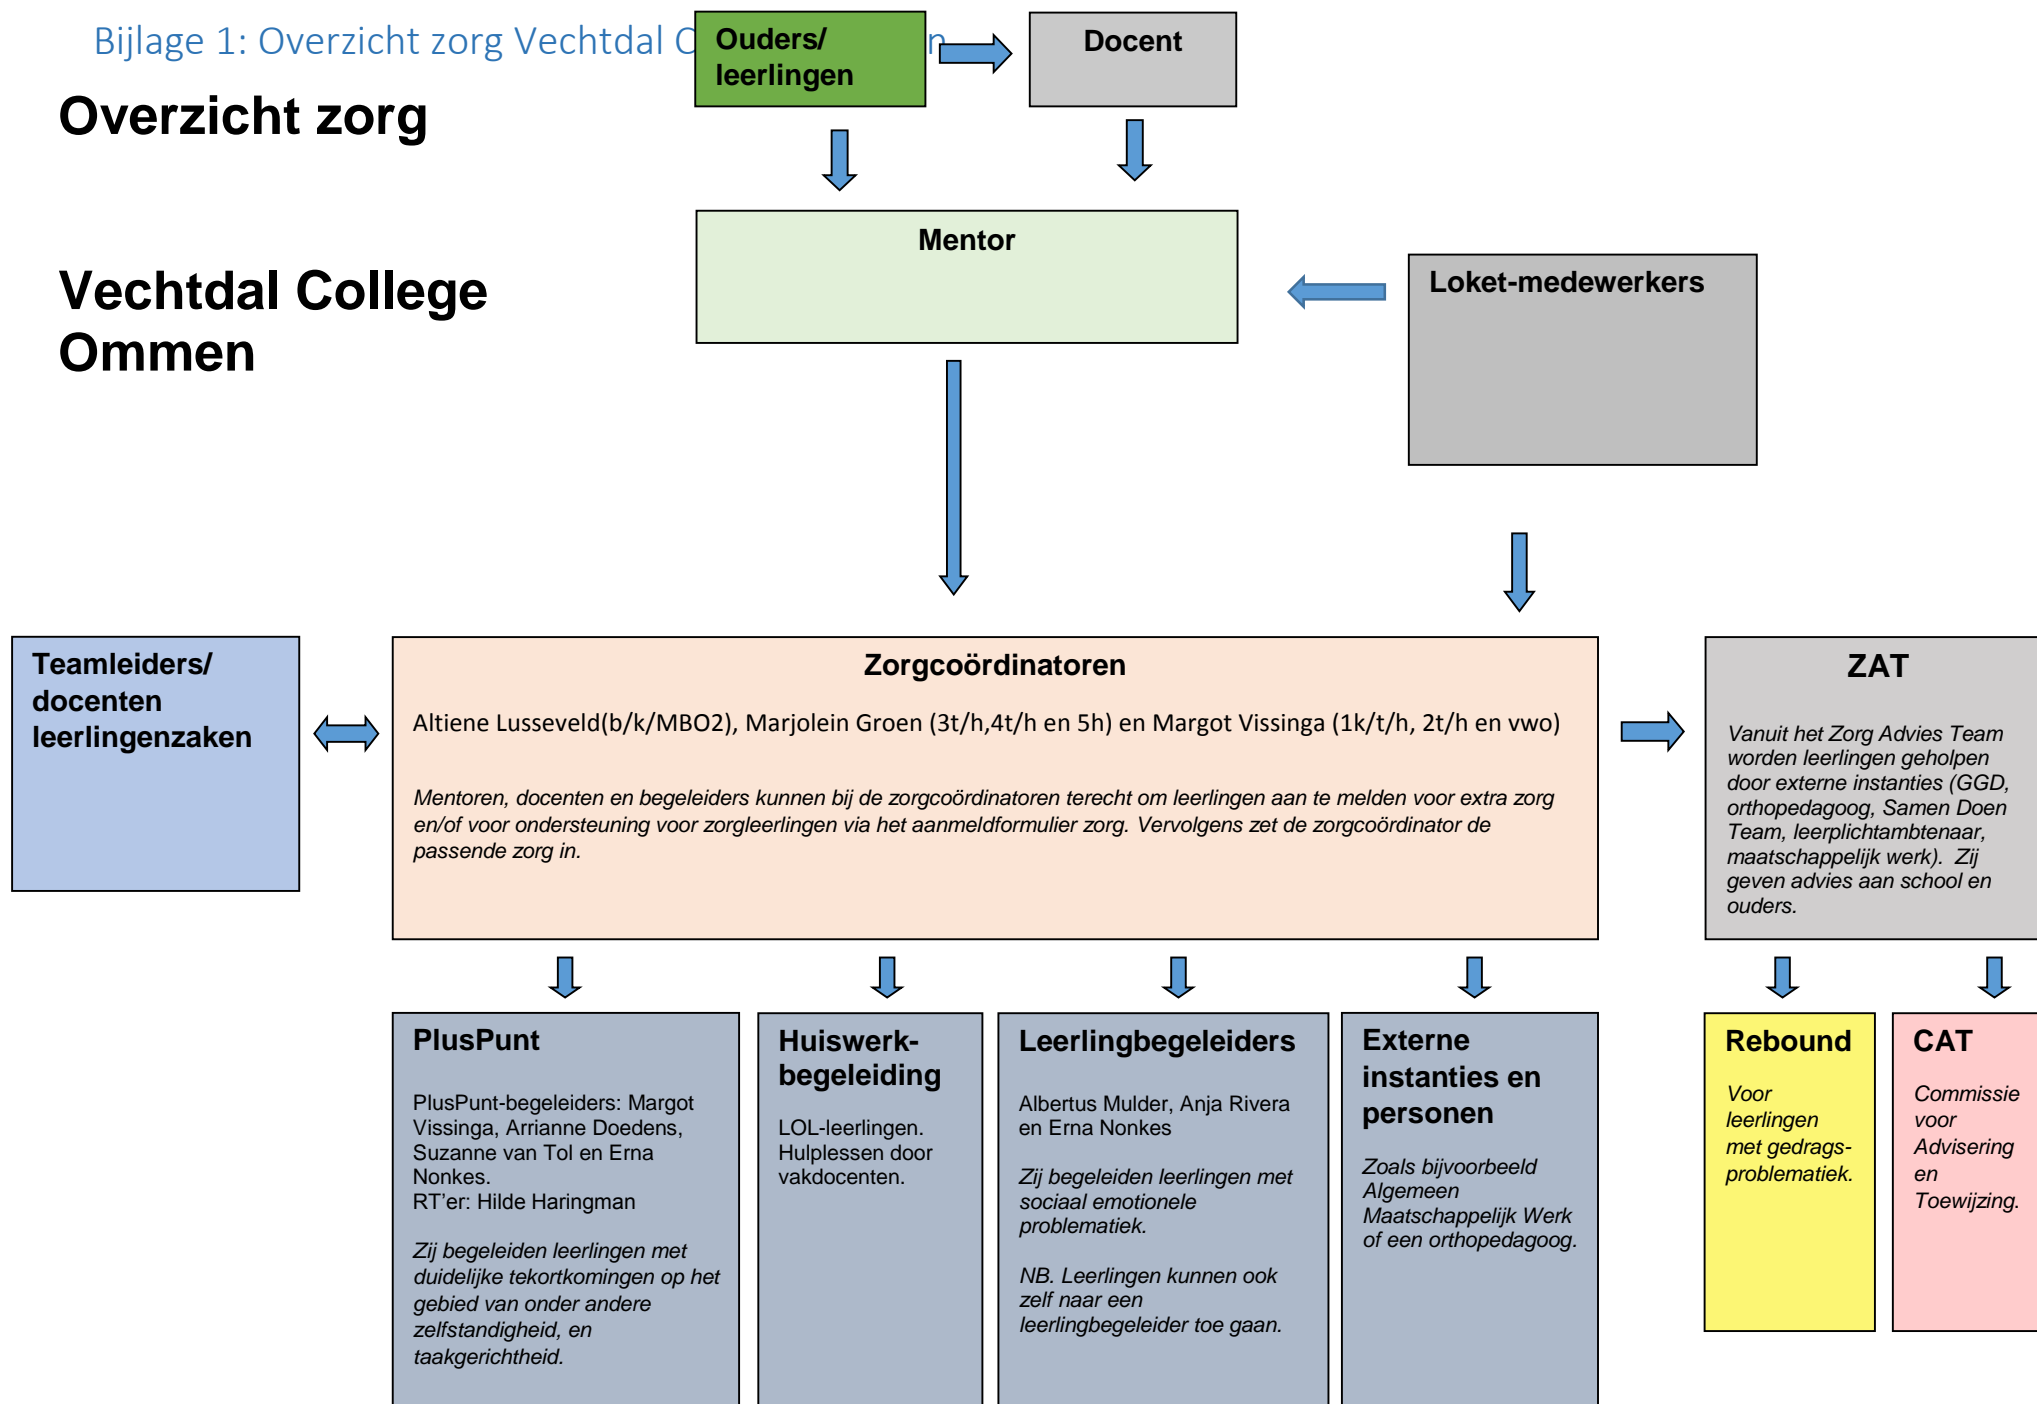 Bijlage 1: Overzicht zorg Vechtdal C
Ouders/
leerlingen
Docent
Overzicht zorg
Mentor
Vechtdal College
Ommen
Loket-medewerkers
Teamleiders/
docenten
leerlingenzaken
Zorgcoördinatoren
Altiene Lusseveld(b/k/MBO2), Marjolein Groen (3t/h,4t/h en 5h) en Margot Vissinga (1k/t/h, 2t/h en vwo)
Mentoren, docenten en begeleiders kunnen bij de zorgcoördinatoren terecht om leerlingen aan te melden voor extra zorg
en/of voor ondersteuning voor zorgleerlingen via het aanmeldformulier zorg. Vervolgens zet de zorgcoördinator de
passende zorg in.
ZAT
Vanuit het Zorg Advies Team
worden leerlingen geholpen
door externe instanties (GGD,
orthopedagoog, Samen Doen
Team, leerplichtambtenaar,
maatschappelijk werk). Zij
geven advies aan school en
ouders.
PlusPunt
PlusPunt-begeleiders: Margot
Vissinga, Arrianne Doedens,
Suzanne van Tol en Erna
Nonkes.
RT'er: Hilde Haringman
Zij begeleiden leerlingen met
duidelijke tekortkomingen op het
gebied van onder andere
zelfstandigheid, en
taakgerichtheid.
Huiswerk-
begeleiding
LOL-leerlingen.
Hulplessen door
vakdocenten.
Leerlingbegeleiders
Albertus Mulder, Anja Rivera
en Erna Nonkes
Zij begeleiden leerlingen met
sociaal emotionele
problematiek.
NB. Leerlingen kunnen ook
zelf naar een
leerlingbegeleider toe gaan.
Externe
instanties en
personen
Zoals bijvoorbeeld
Algemeen
Maatschappelijk Werk
of een orthopedagoog.
Rebound
Voor
leerlingen
met gedrags-
problematiek.
CAT
Commissie
voor
Advisering
en
Toewijzing.